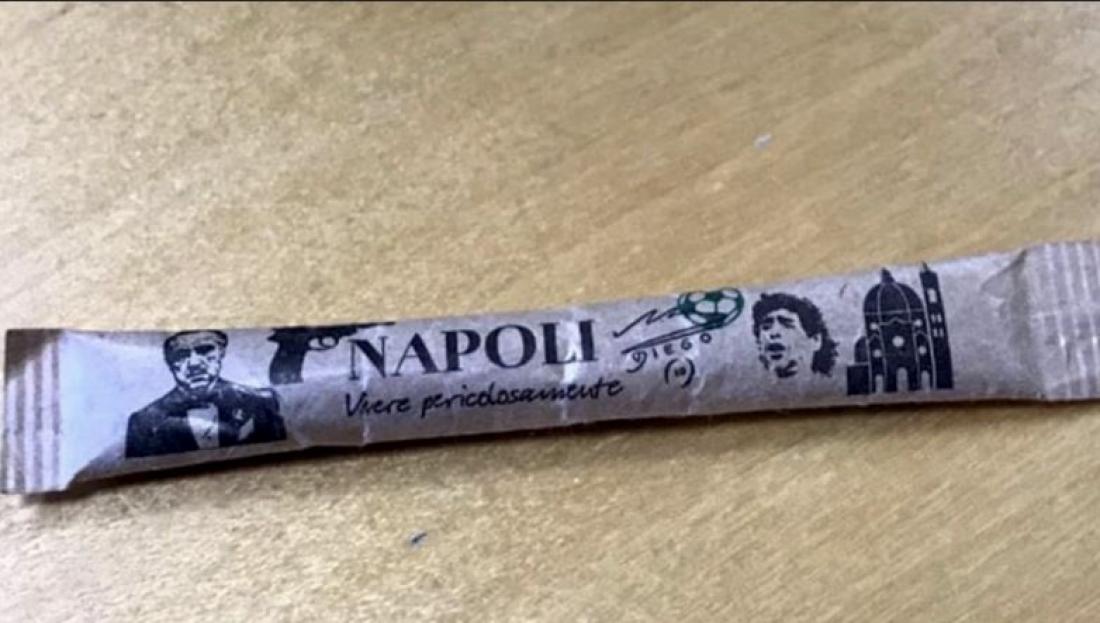 NAPOLI
Vivere pericolosamente
DIEGO
(10)